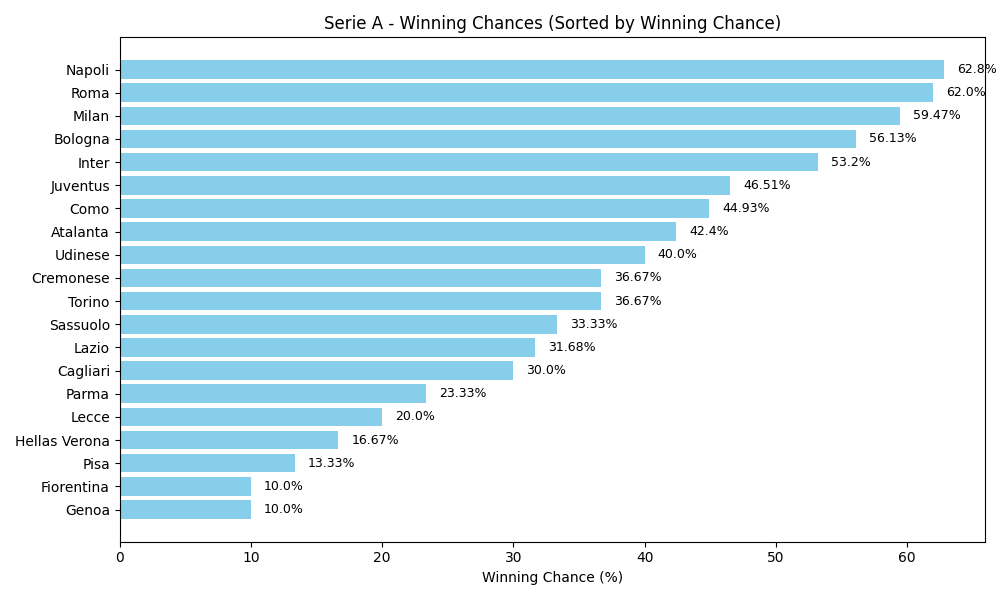 Serie A - Winning Chances (Sorted by Winning Chance)
Napoli 62.8%
Roma 62.0%
Milan 59.47%
Bologna 56.13%
Inter 53.2%
Juventus 46.51%
Como 44.93%
Atalanta 42.4%
Udinese 40.0%
Cremonese 36.67%
Torino 36.67%
Sassuolo 33.33%
Lazio 31.68%
Cagliari 30.0%
Parma 23.33%
Lecce 20.0%
Hellas Verona 16.67%
Pisa 13.33%
Fiorentina 10.0%
Genoa 10.0%
0 10 20 30 40 50 60
Winning Chance (%)